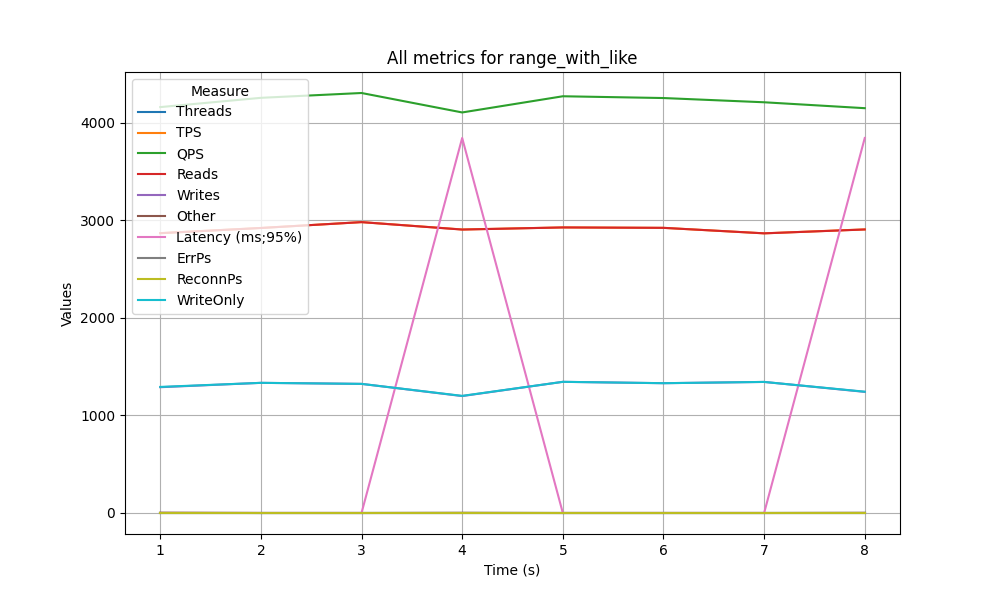 All metrics for range_with_like
Measure
Threads
TPS
QPS
Reads
Writes
Other
Latency (ms;95%)
ErrPs
ReconnPs
WriteOnly
Values
4000
3000
2000
1000
0
1 2 3 4 5 6 7 8
Time (s)